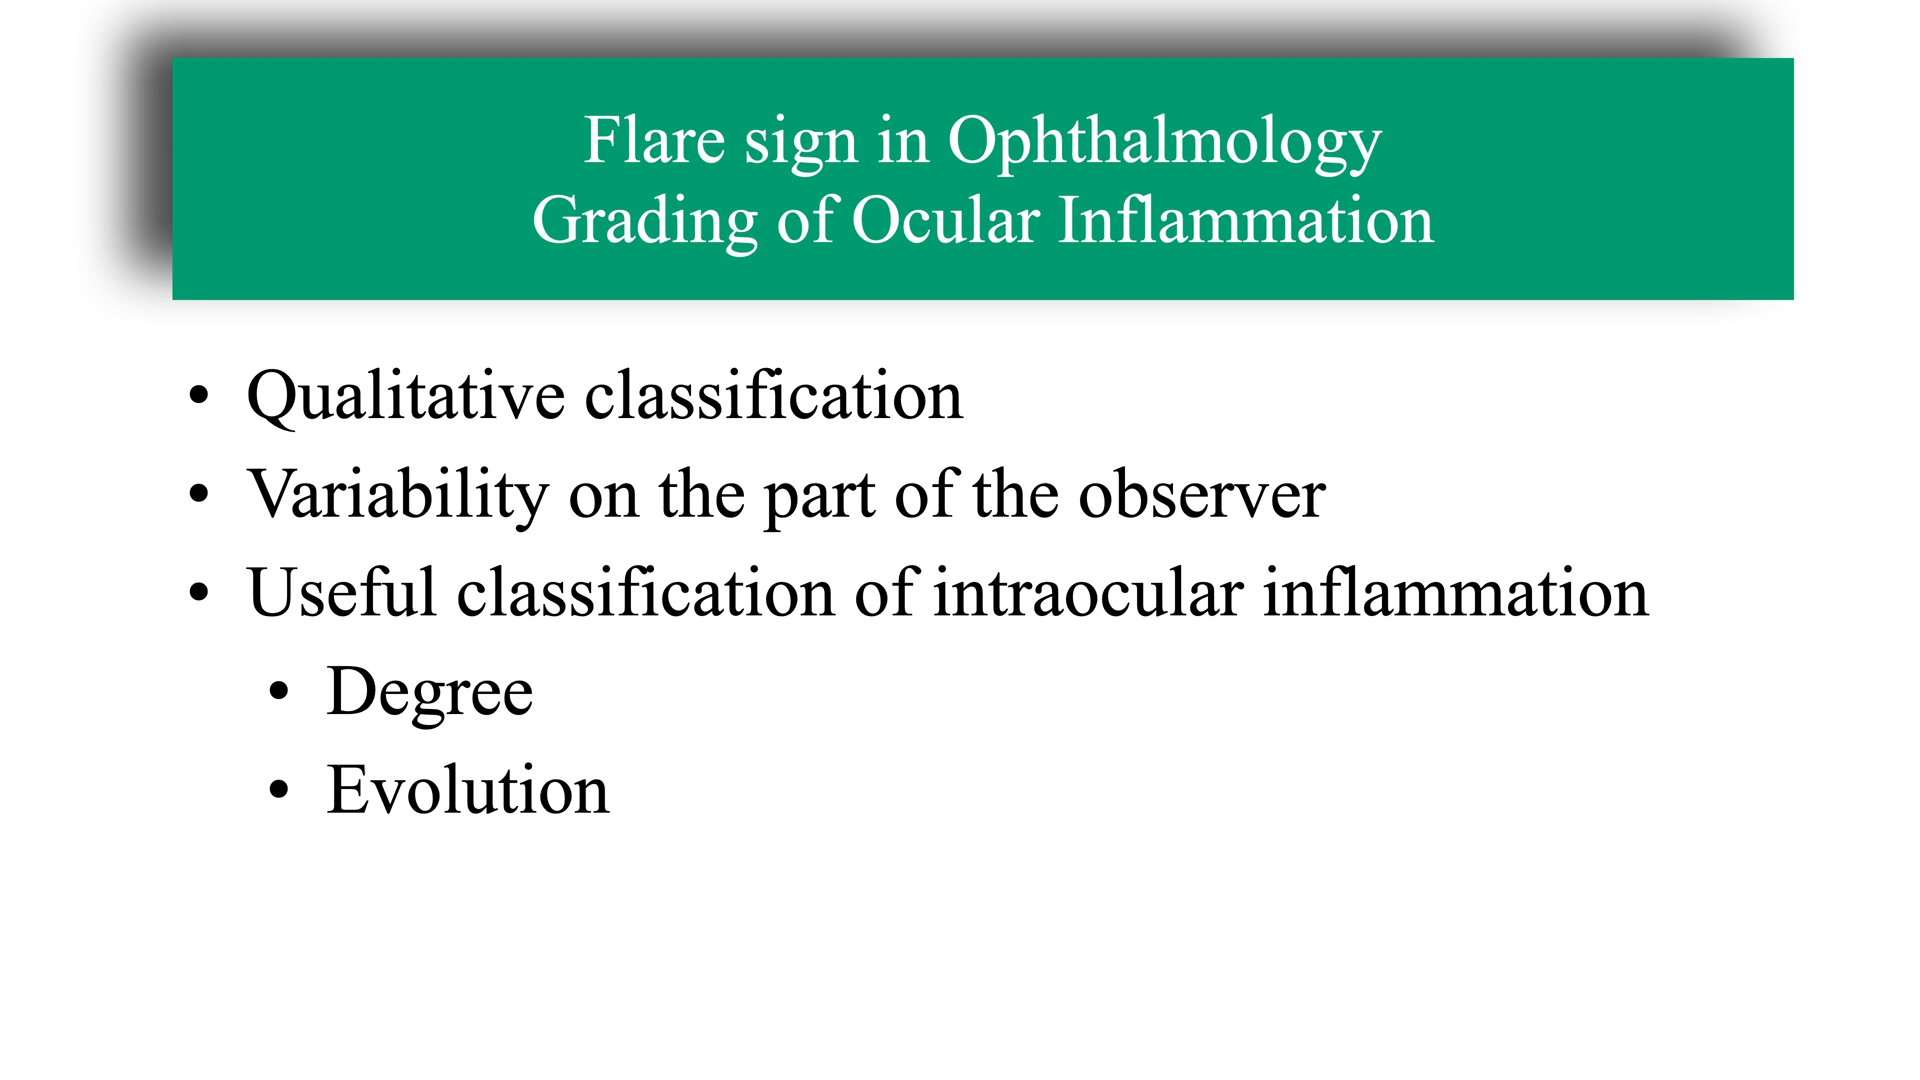 Flare sign in Ophthalmology
Grading of Ocular Inflammation
• Qualitative classification
• Variability on the part of the observer
• Useful classification of intraocular inflammation
• Degree
• Evolution